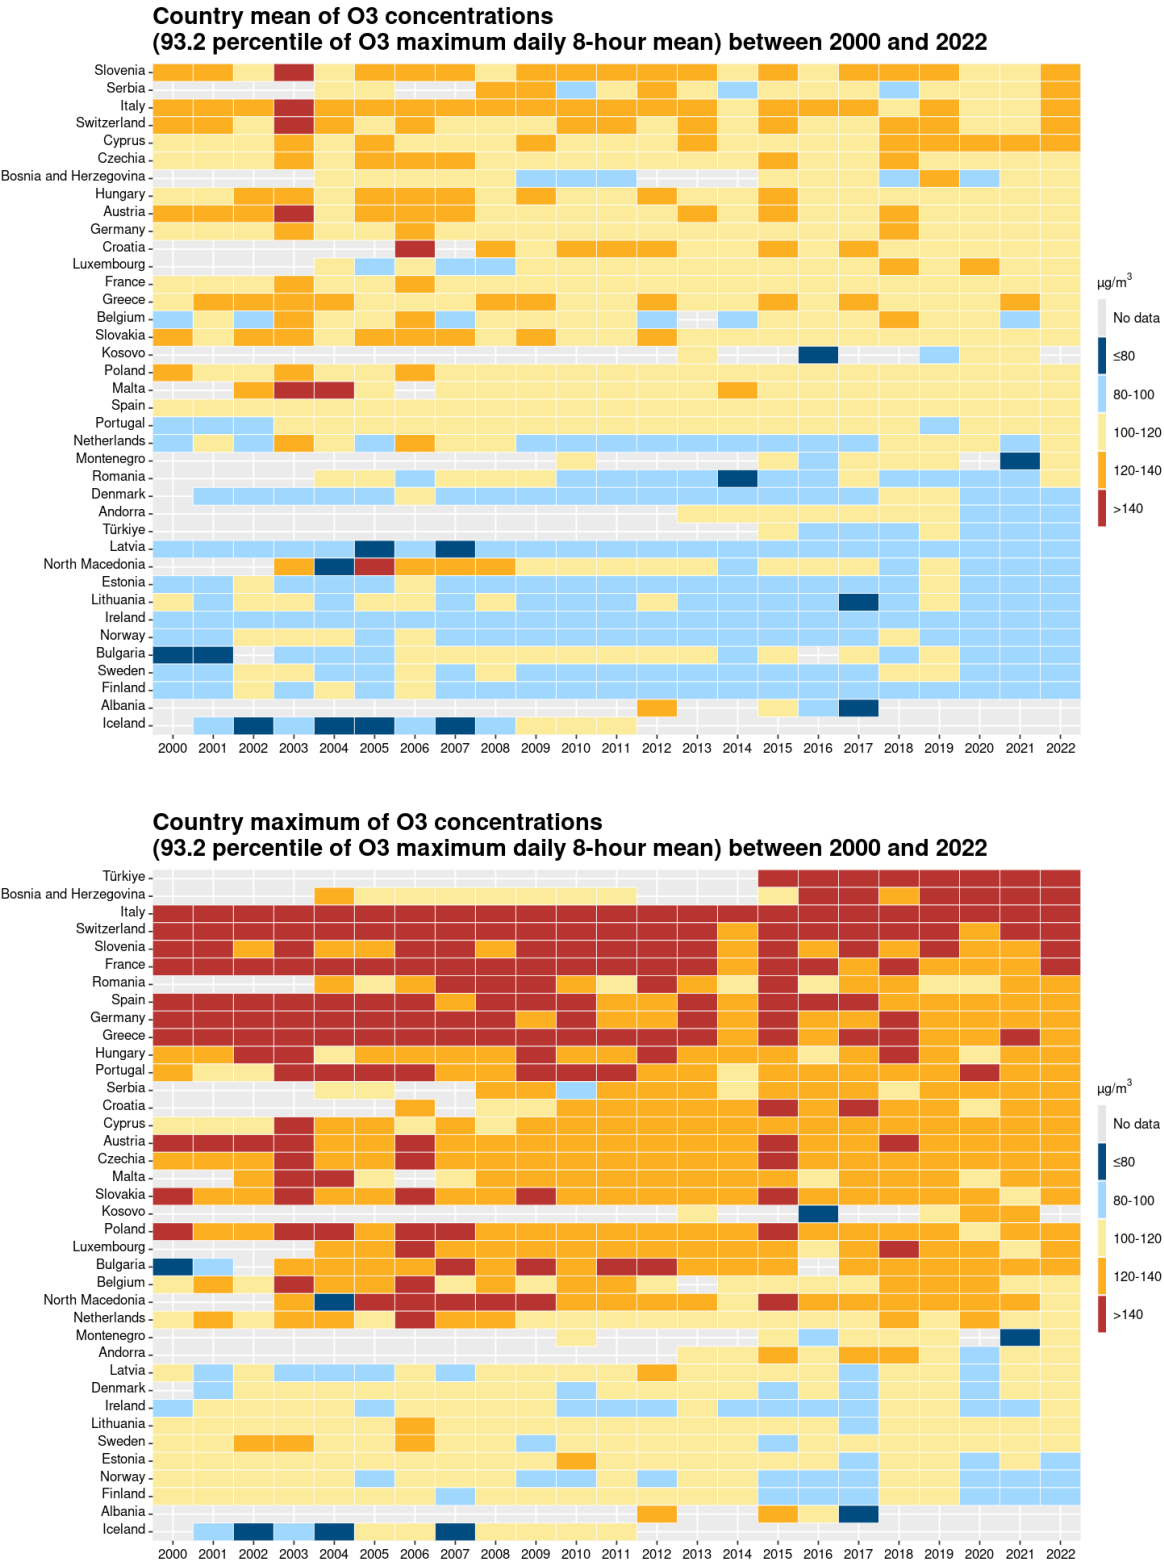 Country mean of O3 concentrations
(93.2 percentile of O3 maximum daily 8-hour mean) between 2000 and 2022
Slovenia
Serbia
Italy
Switzerland
Cyprus
Czechia
Bosnia and Herzegovina
Hungary
Austria
Germany
Croatia
Luxembourg
France
Greece
Belgium
Slovakia
Kosovo
Poland
Malta
Spain
Portugal
Netherlands
Montenegro
Romania
Denmark
Andorra
Türkiye
Latvia
North Macedonia
Estonia
Lithuania
Ireland
Norway
Bulgaria
Sweden
Finland
Albania
Iceland
2000 2001 2002 2003 2004 2005 2006 2007 2008 2009 2010 2011 2012 2013 2014 2015 2016 2017 2018 2019 2020 2021 2022
µg/m³
No data
≤80
80-100
100-120
120-140
>140
Country maximum of O3 concentrations
(93.2 percentile of O3 maximum daily 8-hour mean) between 2000 and 2022
Türkiye
Bosnia and Herzegovina
Italy
Switzerland
Slovenia
France
Romania
Spain
Germany
Greece
Hungary
Portugal
Serbia
Croatia
Cyprus
Austria
Czechia
Malta
Slovakia
Kosovo
Poland
Luxembourg
Bulgaria
Belgium
North Macedonia
Netherlands
Montenegro
Andorra
Latvia
Denmark
Ireland
Lithuania
Sweden
Estonia
Norway
Finland
Albania
Iceland
2000 2001 2002 2003 2004 2005 2006 2007 2008 2009 2010 2011 2012 2013 2014 2015 2016 2017 2018 2019 2020 2021 2022
µg/m³
No data
≤80
80-100
100-120
120-140
>140